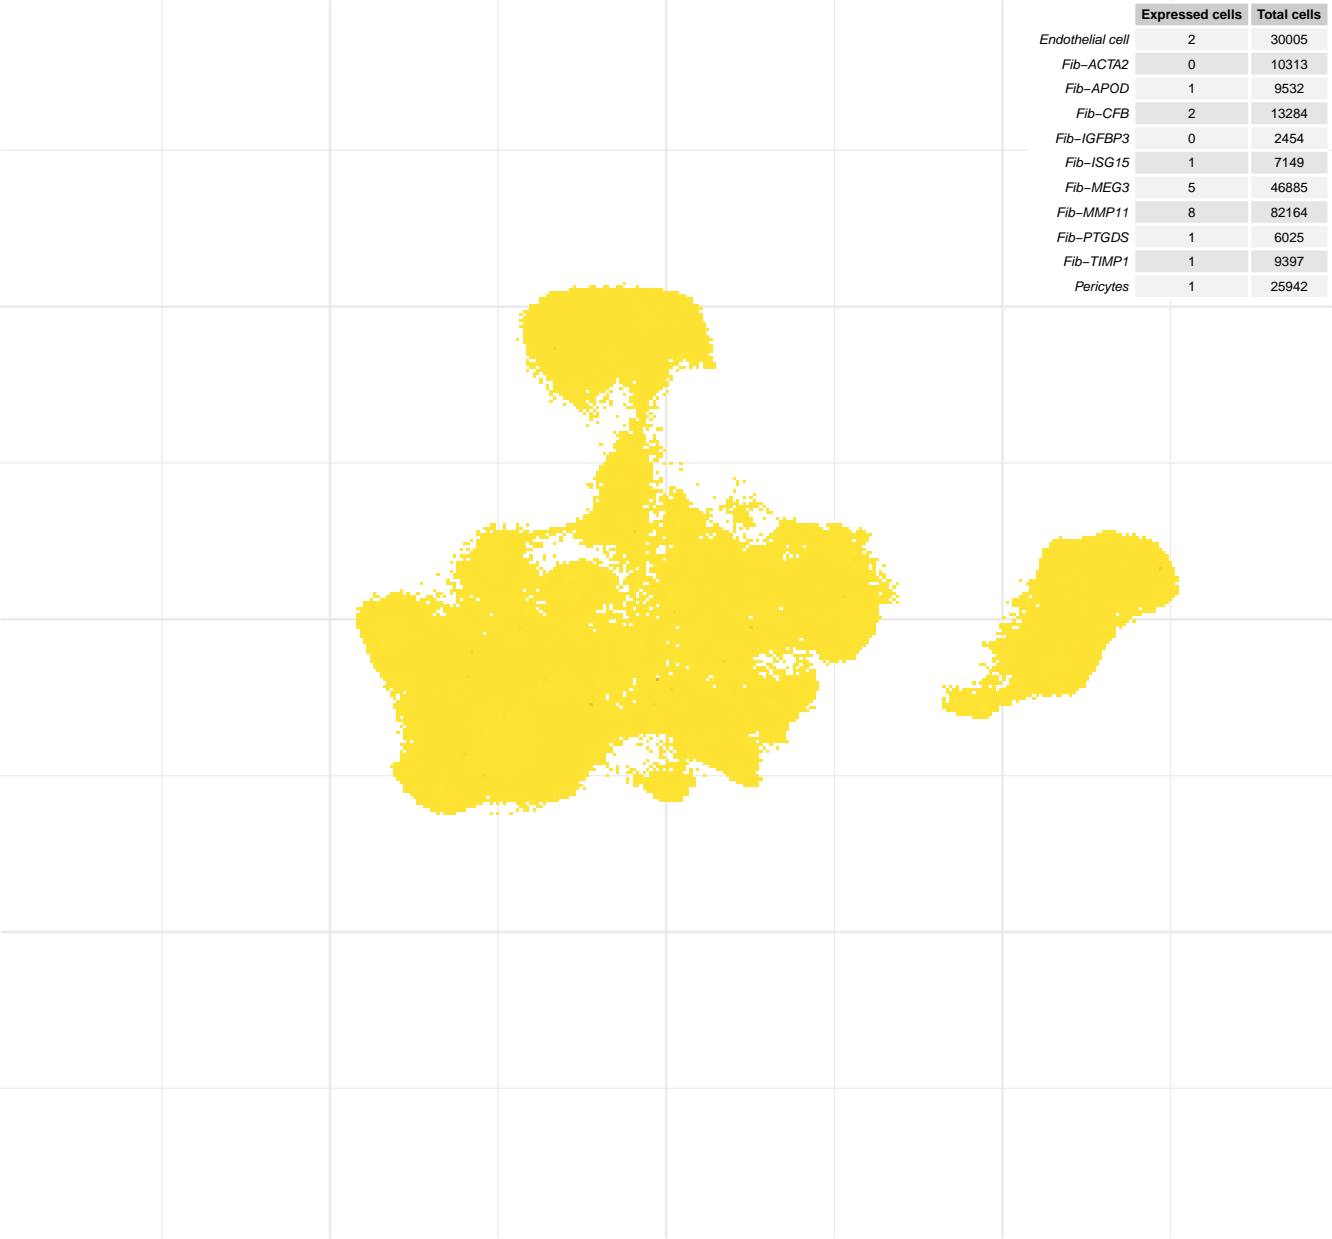 Expressed cells Total cells
Endothelial cell 2 30005
Fib−ACTA2 0 10313
Fib−APOD 1 9532
Fib−CFB 2 13284
Fib−IGFBP3 0 2454
Fib−ISG15 1 7149
Fib−MEG3 5 46885
Fib−MMP11 8 82164
Fib−PTGDS 1 6025
Fib−TIMP1 1 9397
Pericytes 1 25942